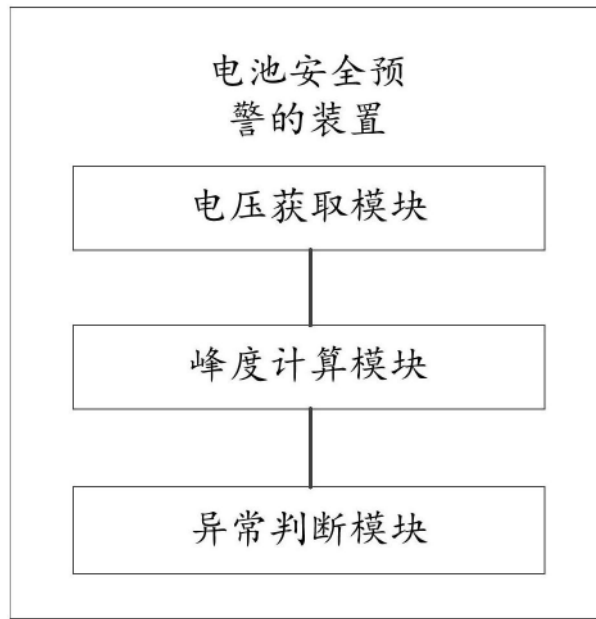 电池安全预
警的装置
电压获取模块
峰度计算模块
异常判断模块